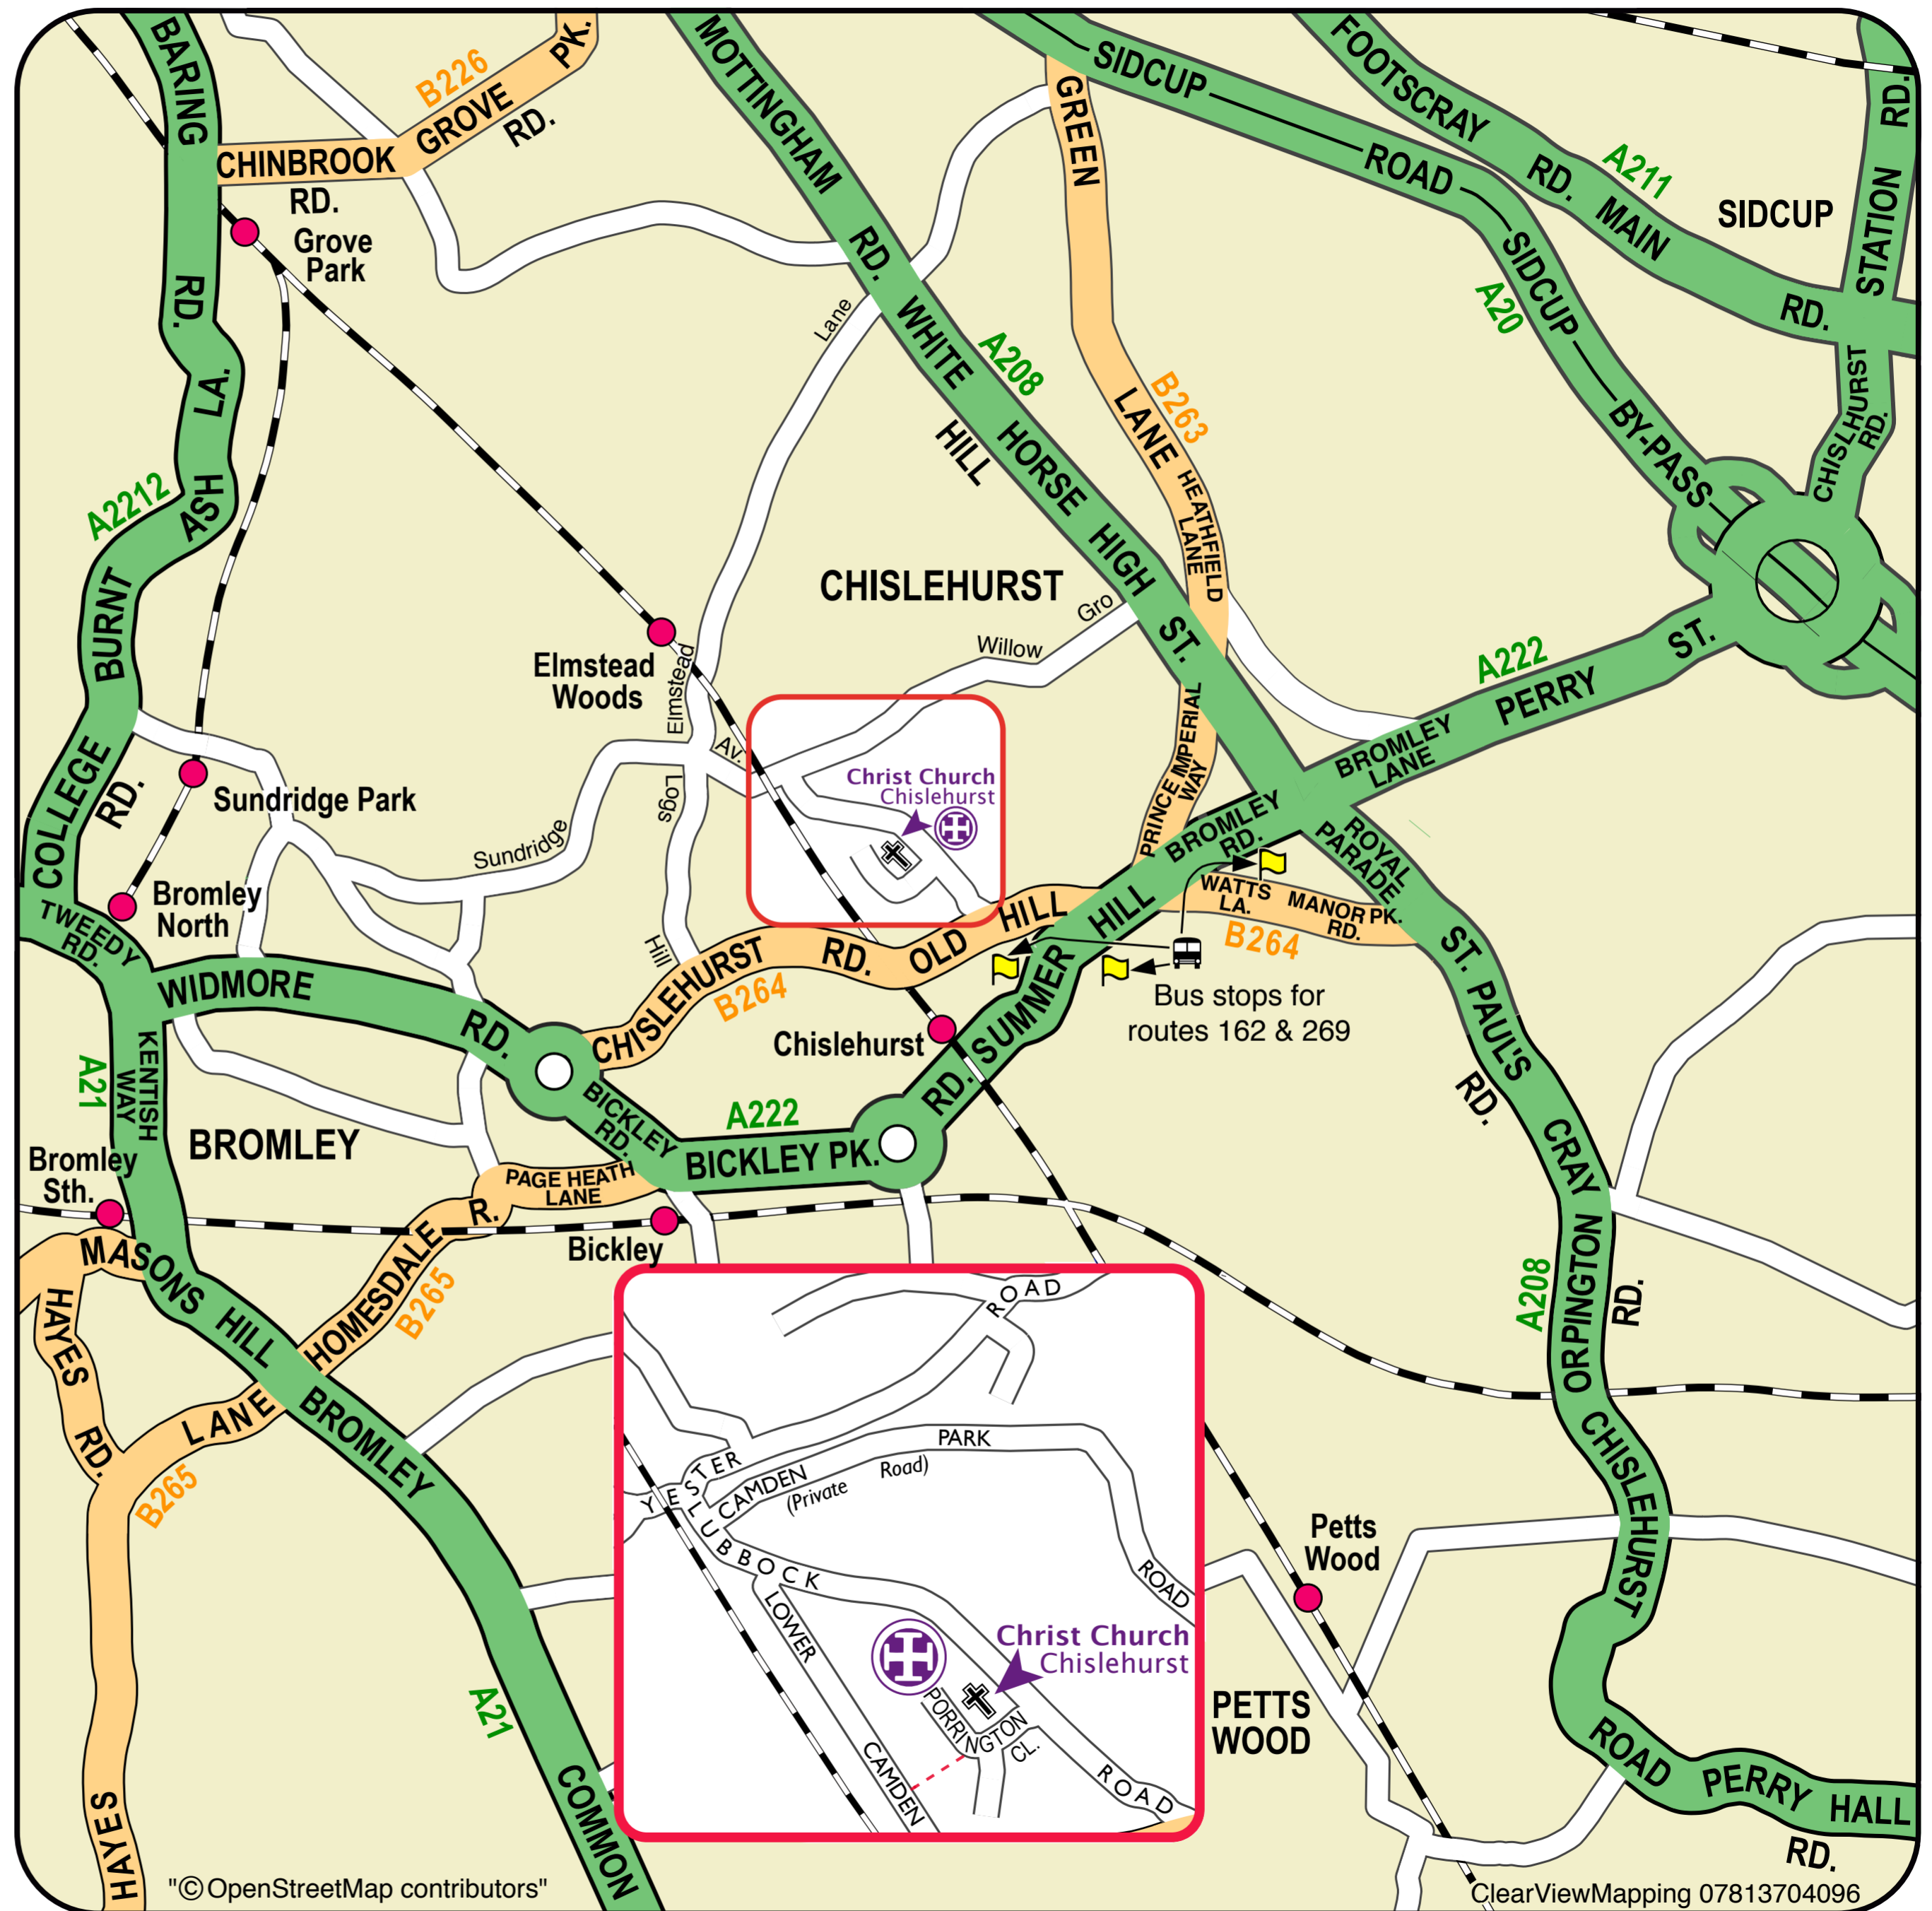 BARING
RD.
B226
CHINBROOK
RD.
GROVE
RD.
PK.
Grove
Park
MOTTINGHAM
RD.
WHITE
HORSE
HILL
A208
HIGH
ST.
SIDCUP
ROAD
SIDCUP
BY-PASS
A20
GREEN
LANE
B263
HEATHFIELD
LANE
FOOTSCRAY
RD.
A211
MAIN
RD.
SIDCUP
STATION
RD.
CHISLHURST
RD.
LA.
ASH
A2212
BURNT
COLLEGE
RD.
Lane
Elmstead
Elmstead
Woods
CHISLEHURST
Willow
Gro
Av.
Logs
Hill
Sundridge
Sundridge Park
Bromley
North
TWEEDY
RD.
Christ Church
Chislehurst
PRINCE IMPERIAL
WAY
A222
PERRY
ST.
BROMLEY
LANE
BROMLEY
RD.
ROYAL
PARADE
WATTS
LA.
MANOR PK.
RD.
B264
OLD
HILL
SUMMER
HILL
RD.
Bus stops for
routes 162 & 269
CHISLEHURST
RD.
B264
Chislehurst
WIDMORE
RD.
KENTISH
WAY
A21
BROMLEY
BICKLEY
RD.
A222
BICKLEY PK.
PAGE HEATH
LANE
Bromley
Sth.
Bickley
MASONS
HILL
HOMESDALE
R.
B265
HAYES
RD.
LANE
B265
BROMLEY
COMMON
A21
HAYES
ST.
PAUL'S
CRAY
RD.
A208
ORPINGTON
RD.
CHISLEHURST
ROAD
PERRY
HALL
RD.
Petts
Wood
PETTS
WOOD
ROAD
YESTER
CAMDEN
PARK
ROAD
(Private
Road)
LUBBOCK
ROAD
LOWER
CAMDEN
Christ Church
Chislehurst
PORRINGTON
CL.
"© OpenStreetMap contributors"
ClearViewMapping 07813704096